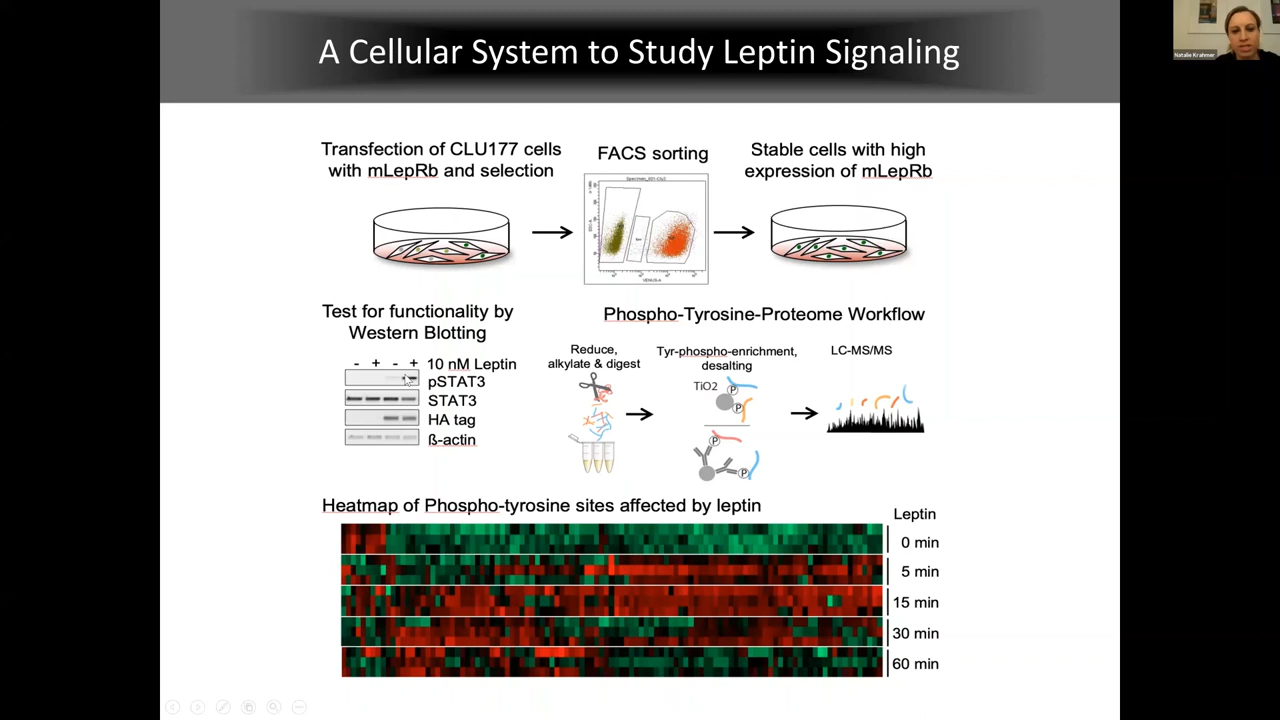 A Cellular System to Study Leptin Signaling
Natalie Krahmer
Transfection of CLU177 cells
with mLepRb and selection
FACS sorting
Stable cells with high
expression of mLepRb
VENUS-A
Test for functionality by
Western Blotting
- + - + 10 nM Leptin
pSTAT3
STAT3
HA tag
ß-actin
Phospho-Tyrosine-Proteome Workflow
Reduce,
alkylate & digest
Tyr-phospho-enrichment,
desalting
LC-MS/MS
TiO2
P
P
P
P
Heatmap of Phospho-tyrosine sites affected by leptin
Leptin
0 min
5 min
15 min
30 min
60 min